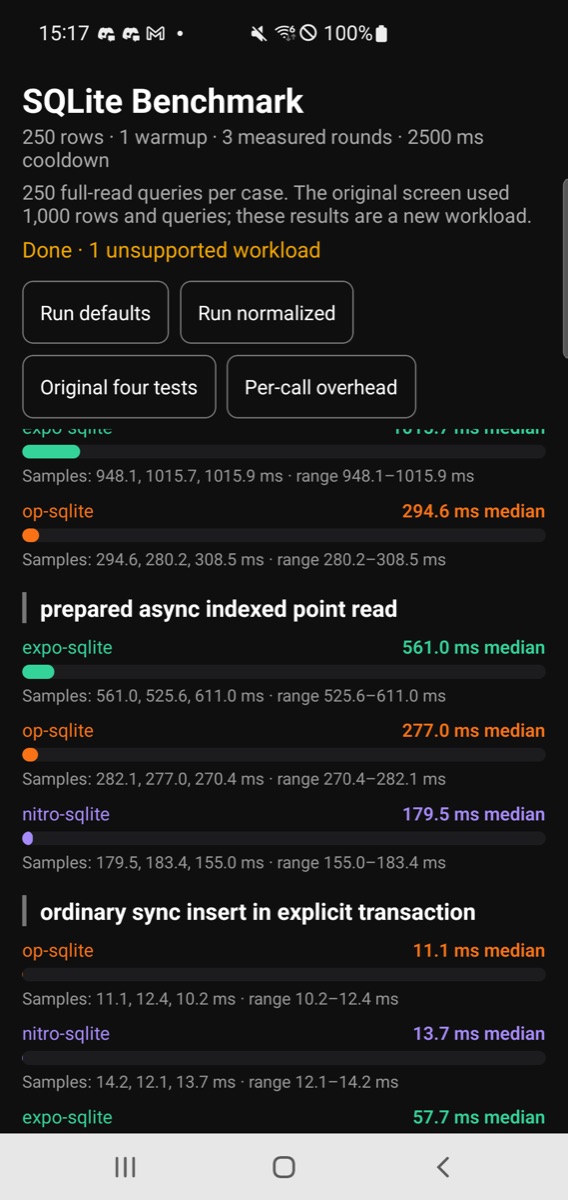 15:17
100%
SQLite Benchmark
250 rows · 1 warmup · 3 measured rounds · 2500 ms
cooldown
250 full-read queries per case. The original screen used
1,000 rows and queries; these results are a new workload.
Done · 1 unsupported workload
Run defaults
Run normalized
Original four tests
Per-call overhead
expo-sqlite 1015.7 ms median
Samples: 948.1, 1015.7, 1015.9 ms · range 948.1–1015.9 ms
op-sqlite 294.6 ms median
Samples: 294.6, 280.2, 308.5 ms · range 280.2–308.5 ms
prepared async indexed point read
expo-sqlite 561.0 ms median
Samples: 561.0, 525.6, 611.0 ms · range 525.6–611.0 ms
op-sqlite 277.0 ms median
Samples: 282.1, 277.0, 270.4 ms · range 270.4–282.1 ms
nitro-sqlite 179.5 ms median
Samples: 179.5, 183.4, 155.0 ms · range 155.0–183.4 ms
ordinary sync insert in explicit transaction
op-sqlite 11.1 ms median
Samples: 11.1, 12.4, 10.2 ms · range 10.2–12.4 ms
nitro-sqlite 13.7 ms median
Samples: 14.2, 12.1, 13.7 ms · range 12.1–14.2 ms
expo-sqlite 57.7 ms median